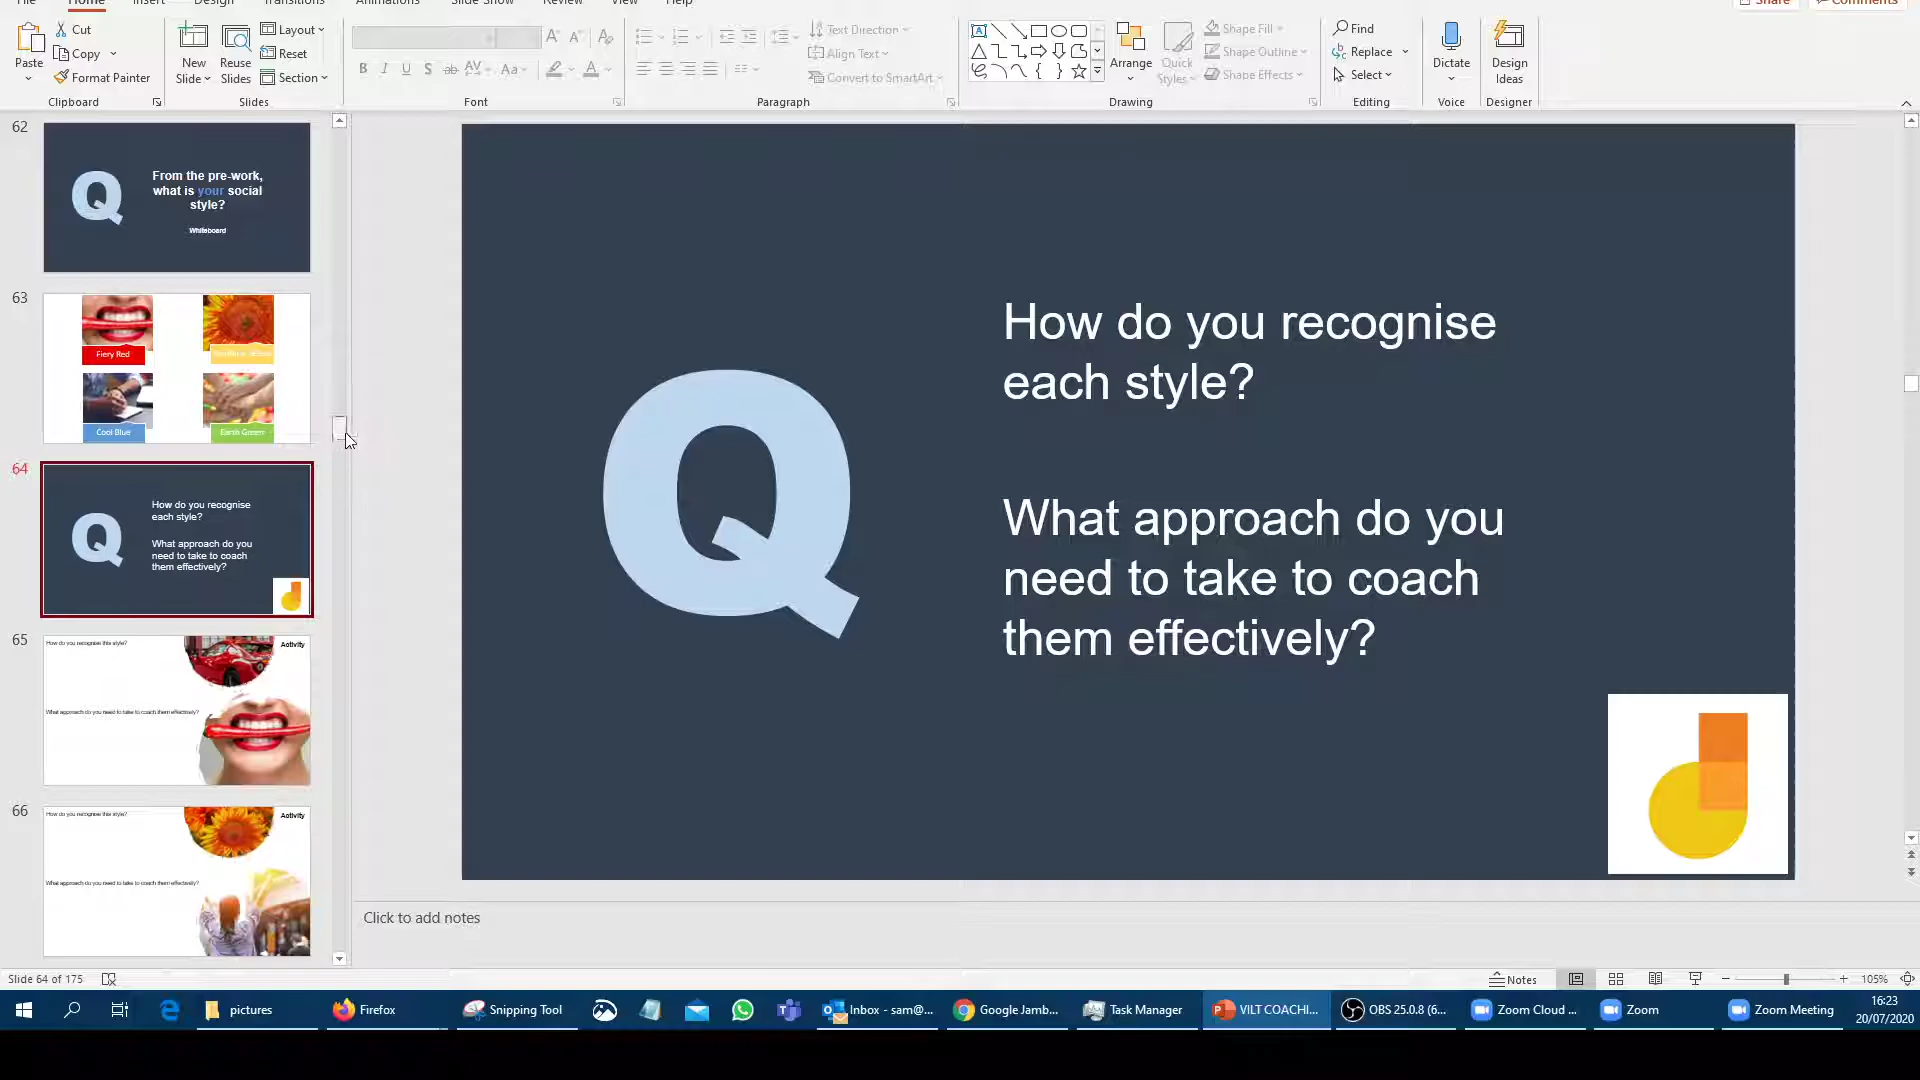 File Home Insert Design Transitions Animations Slide Show Review View Help Share Comments
Paste
Cut
Copy
Format Painter
Clipboard
New Slide
Reuse Slides
Layout
Reset
Section
Slides
B I U S ab AV Aa A
Font
Text Direction
Align Text
Convert to SmartArt
Paragraph
Arrange
Quick Styles
Shape Fill
Shape Outline
Shape Effects
Drawing
Find
Replace
Select
Editing
Dictate
Voice
Design Ideas
Designer
62
Q
From the pre-work,
what is your social
style?
Whiteboard
63
Fiery Red
Cool Blue
Earth Green
64
Q
How do you recognise
each style?
What approach do you
need to take to coach
them effectively?
65
How do you recognise this style?
Activity
What approach do you need to take to coach them effectively?
66
How do you recognise this style?
Activity
What approach do you need to take to coach them effectively?
Q
How do you recognise
each style?
What approach do you
need to take to coach
them effectively?
Click to add notes
Slide 64 of 175
Notes
105%
pictures
Firefox
Snipping Tool
Inbox - sam@...
Google Jamb...
Task Manager
VILT COACHI...
OBS 25.0.8 (6...
Zoom Cloud ...
Zoom
Zoom Meeting
16:23
20/07/2020